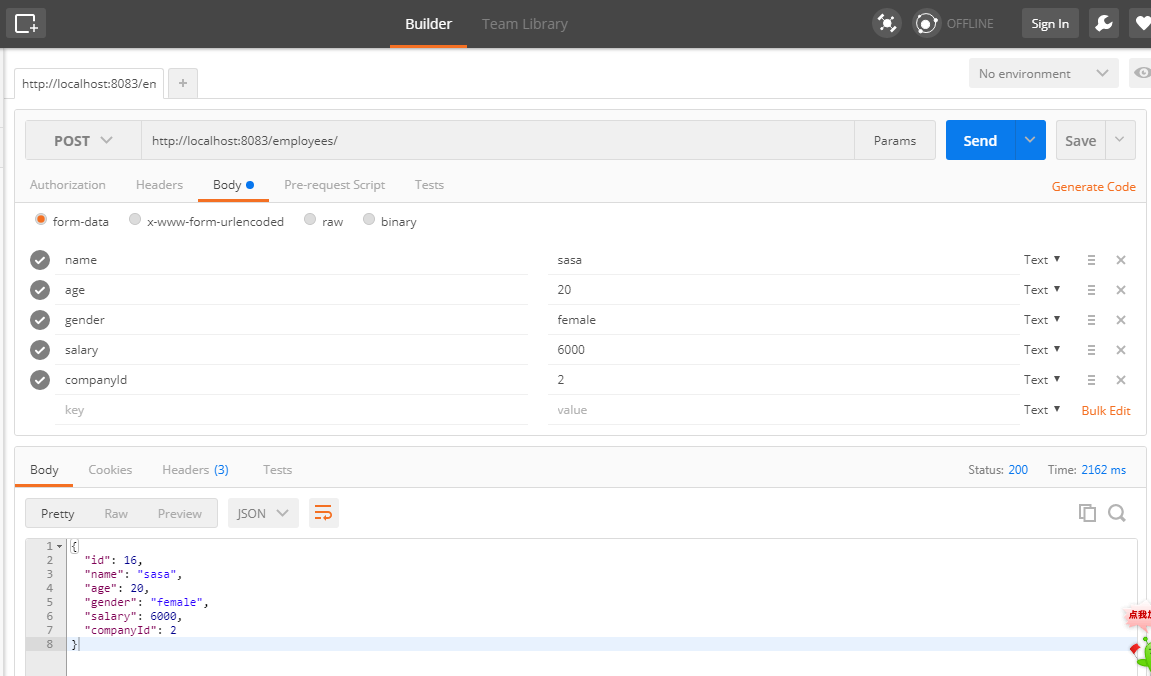 Builder Team Library OFFLINE Sign In
http://localhost:8083/en + No environment
POST http://localhost:8083/employees/ Params Send Save
Authorization Headers Body Pre-request Script Tests Generate Code
form-data x-www-form-urlencoded raw binary
name sasa Text
age 20 Text
gender female Text
salary 6000 Text
companyId 2 Text
key value Text Bulk Edit
Body Cookies Headers (3) Tests Status: 200 Time: 2162 ms
Pretty Raw Preview JSON
1 {
2 "id": 16,
3 "name": "sasa",
4 "age": 20,
5 "gender": "female",
6 "salary": 6000,
7 "companyId": 2
8 }
点我